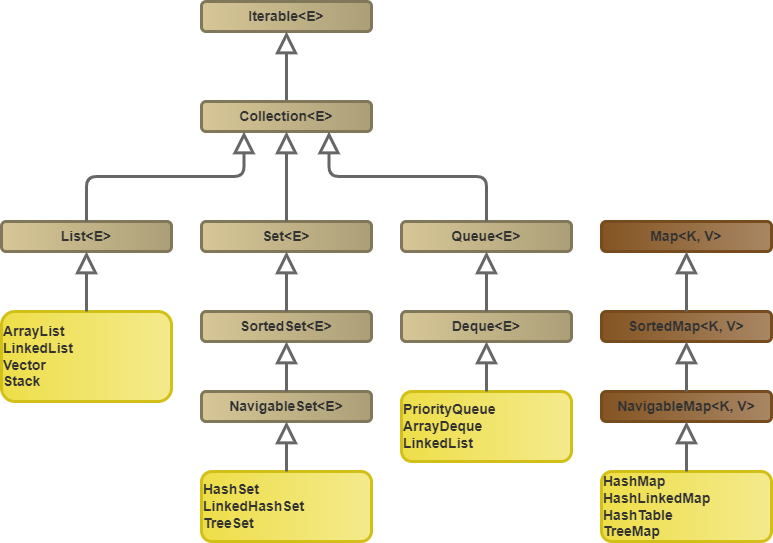 Iterable<E>
Collection<E>
List<E>
Set<E>
Queue<E>
Map<K, V>
SortedSet<E>
Deque<E>
SortedMap<K, V>
ArrayList
LinkedList
Vector
Stack
NavigableSet<E>
NavigableMap<K, V>
PriorityQueue
ArrayDeque
LinkedList
HashSet
LinkedHashSet
TreeSet
HashMap
HashLinkedMap
HashTable
TreeMap